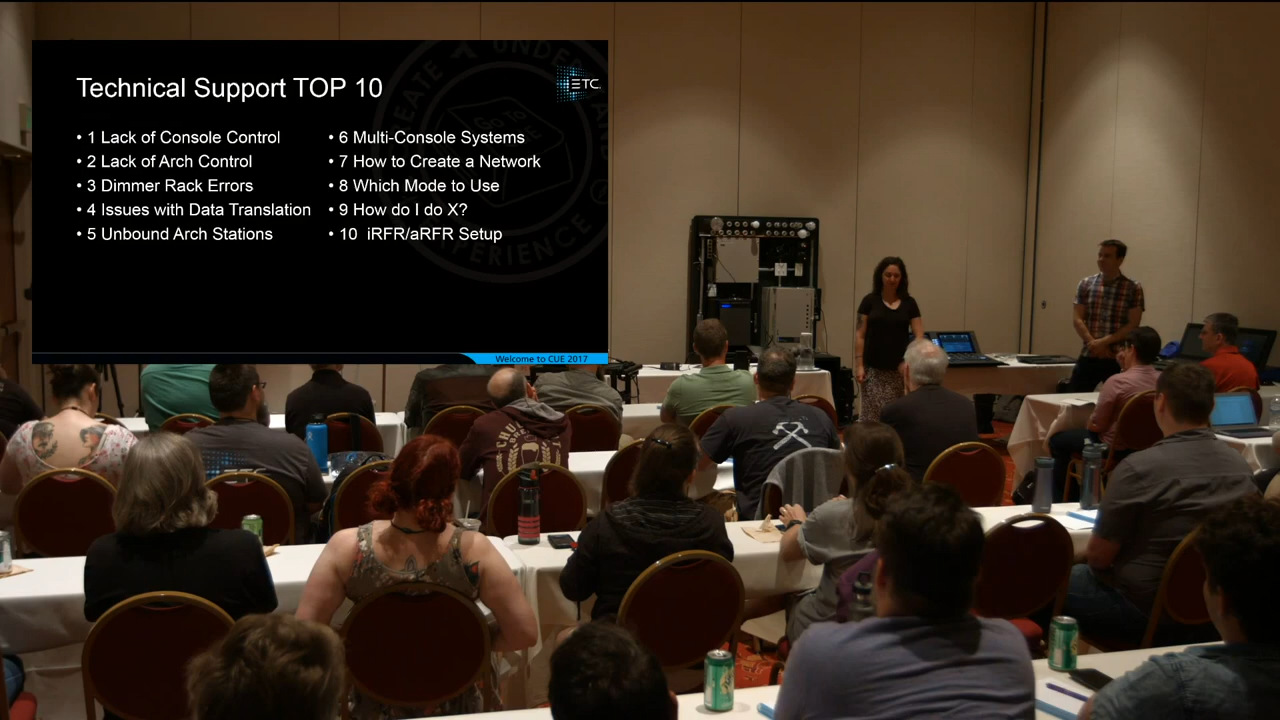 Technical Support TOP 10
ETC
• 1 Lack of Console Control
• 2 Lack of Arch Control
• 3 Dimmer Rack Errors
• 4 Issues with Data Translation
• 5 Unbound Arch Stations
• 6 Multi-Console Systems
• 7 How to Create a Network
• 8 Which Mode to Use
• 9 How do I do X?
• 10 iRFR/aRFR Setup
Welcome to CUE 2017